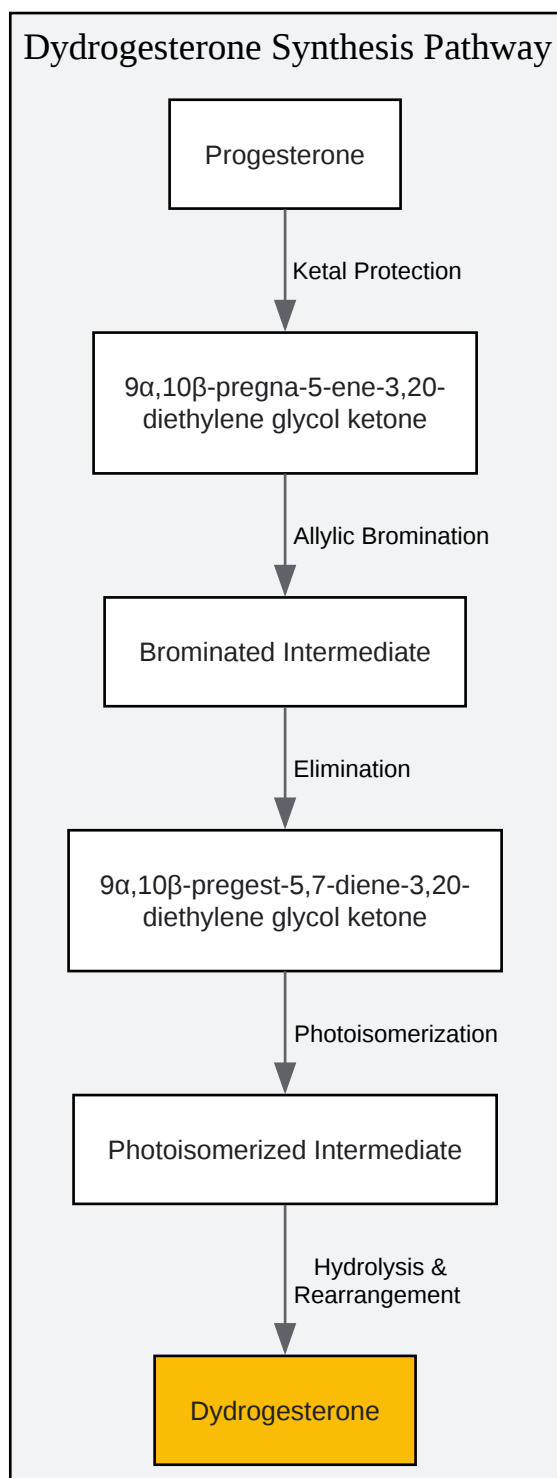 Dydrogesterone Synthesis Pathway
Progesterone
Ketal Protection
9α,10β-pregna-5-ene-3,20-
diethylene glycol ketone
Allylic Bromination
Brominated Intermediate
Elimination
9α,10β-pregest-5,7-diene-3,20-
diethylene glycol ketone
Photoisomerization
Photoisomerized Intermediate
Hydrolysis &
Rearrangement
Dydrogesterone